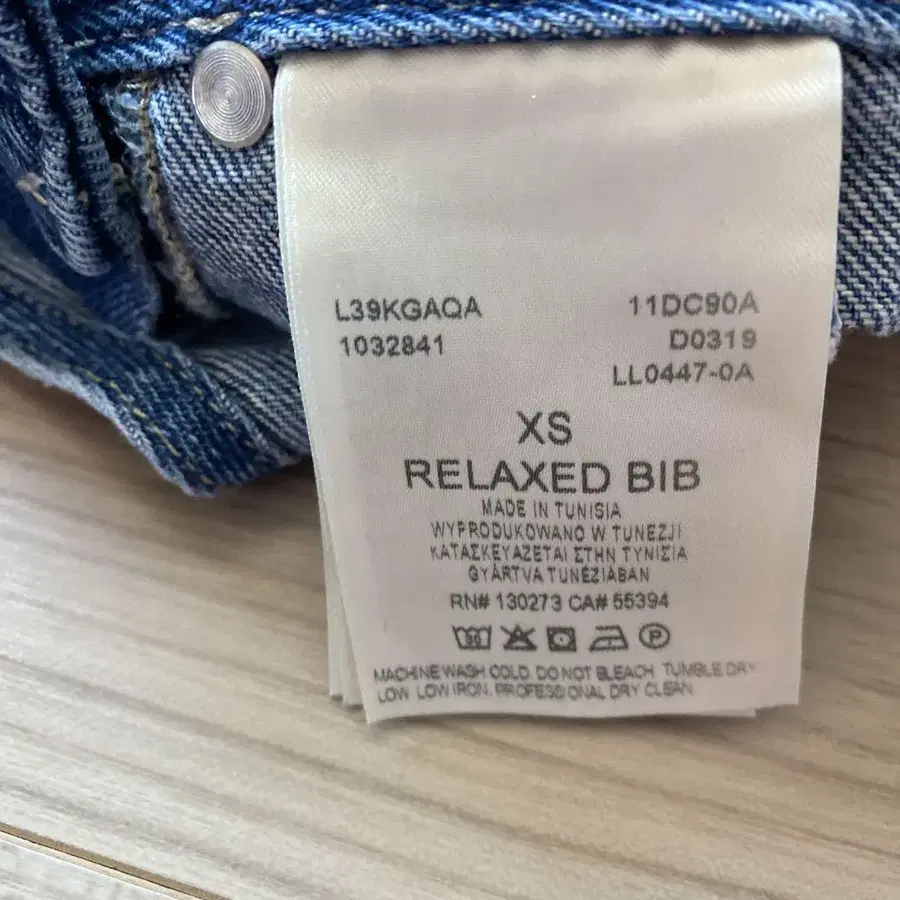 L39KGAQA 11DC90A
1032841 D0319
LL0447-0A
XS
RELAXED BIB
MADE IN TUNISIA
WYPRODUKOWANO W TUNEZJI
ΚΑΤΑΣΚΕΥΑΖΕΤΑΙ ΣΤΗΝ ΤΥΝΙΣΙΑ
GYÁRTVA TUNÉZIÁBAN
RN# 130273 CA# 55394
MACHINE WASH COLD. DO NOT BLEACH. TUMBLE DRY
LOW. LOW IRON. PROFESSIONAL DRY CLEAN